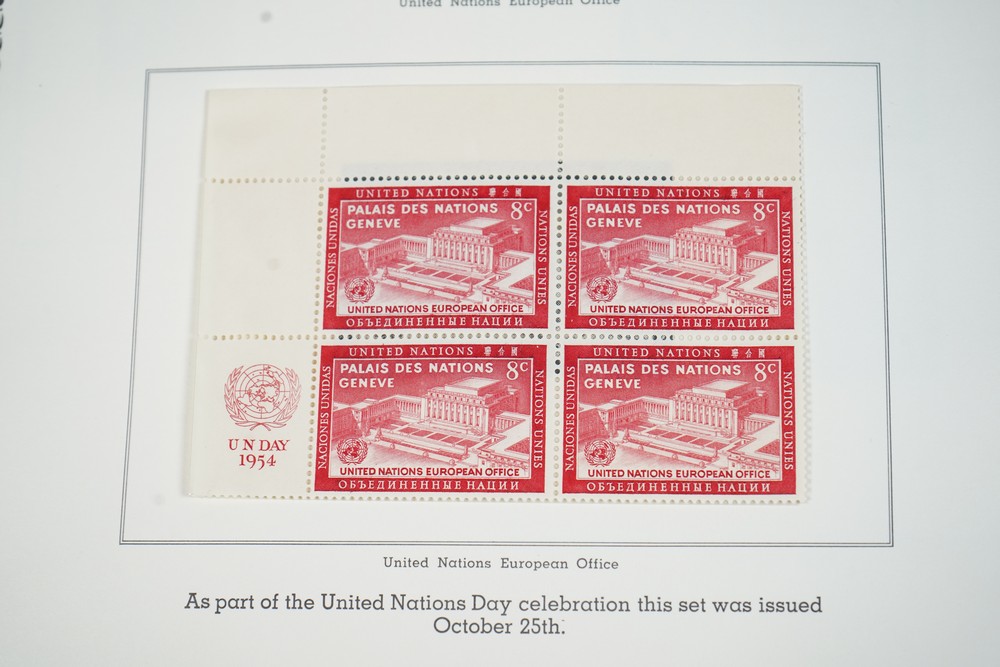 United Nations European Office
UNITED NATIONS 聯合國
PALAIS DES NATIONS 8c
GENEVE
NACIONES UNIDAS
NATIONS UNIES
UNITED NATIONS EUROPEAN OFFICE
ОБЪЕДИНЕННЫЕ НАЦИИ
UNITED NATIONS 聯合國
PALAIS DES NATIONS 8c
GENEVE
NACIONES UNIDAS
NATIONS UNIES
UNITED NATIONS EUROPEAN OFFICE
ОБЪЕДИНЕННЫЕ НАЦИИ
U N DAY
1954
UNITED NATIONS 聯合國
PALAIS DES NATIONS 8c
GENEVE
NACIONES UNIDAS
NATIONS UNIES
UNITED NATIONS EUROPEAN OFFICE
ОБЪЕДИНЕННЫЕ НАЦИИ
UNITED NATIONS 聯合國
PALAIS DES NATIONS 8c
GENEVE
NACIONES UNIDAS
NATIONS UNIES
UNITED NATIONS EUROPEAN OFFICE
ОБЪЕДИНЕННЫЕ НАЦИИ
United Nations European Office
As part of the United Nations Day celebration this set was issued
October 25th.